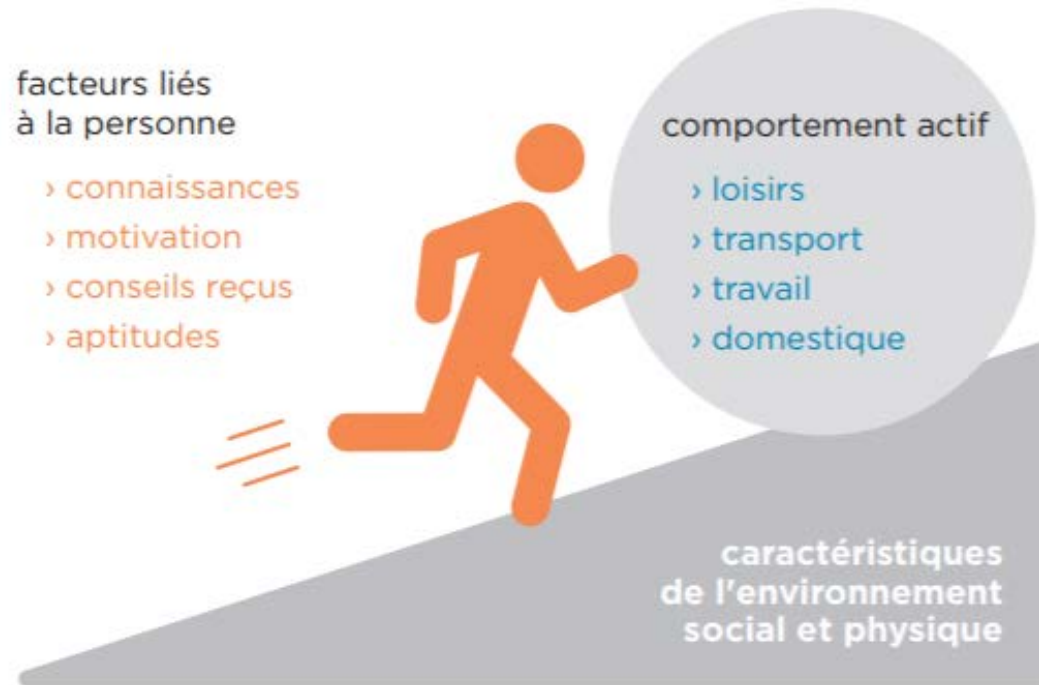 facteurs liés
à la personne
› connaissances
› motivation
› conseils reçus
› aptitudes
comportement actif
› loisirs
› transport
› travail
› domestique
caractéristiques
de l'environnement
social et physique